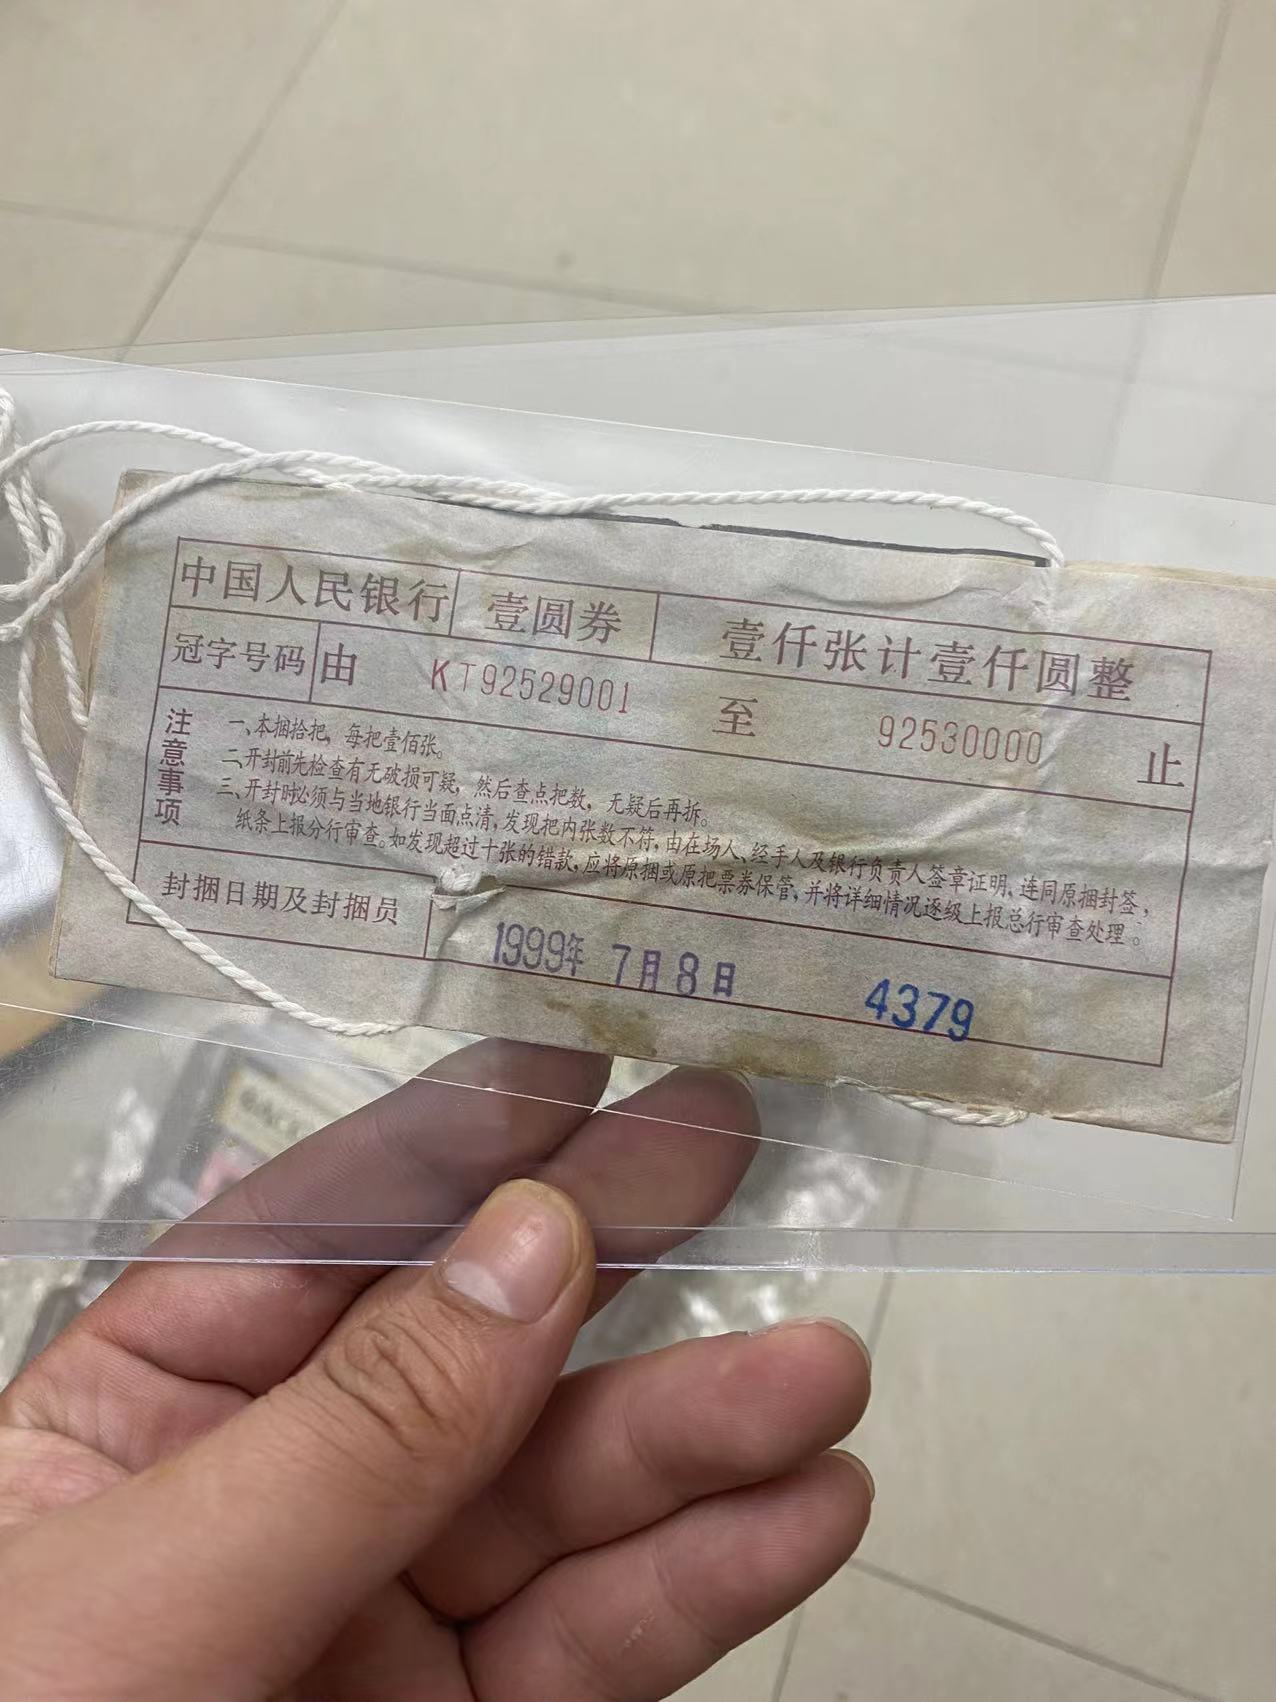 中国人民银行 壹圆券 壹仟张计壹仟圆整
冠字号码 由 KT92529001 至 92530000 止
注意事项
一、本捆拾把，每把壹佰张。
二、开封前先检查有无破损可疑，然后查点把数，无疑后再拆。
三、开封时必须与当地银行当面点清，发现把内张数不符，由在场人、经手人及银行负责人签章证明，连同原捆封签，
纸条上报分行审查。如发现超过十张的错款，应将原捆或原把票券保管，并将详细情况逐级上报总行审查处理。
封捆日期及封捆员 1999年 7月8日 4379